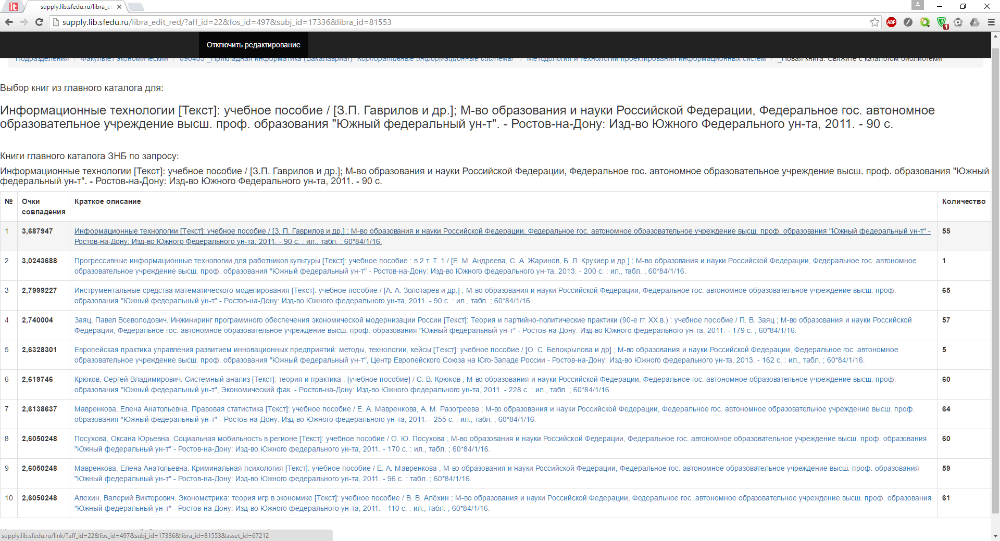 supply.lib.sfedu.ru/libra_e
supply.lib.sfedu.ru/libra_edit_red/?aff_id=22&fos_id=497&subj_id=17336&libra_id=81553
ABP
1
Отключить редактирование
Подразделения / Факультет экономический / 090403 _Прикладная информатика (Бакалавриат) Корпоративные информационные системы / Методология и технологии проектирования информационных систем / _Новая книга. Свяжите с каталогом библиотеки!
Выбор книг из главного каталога для:
Информационные технологии [Текст]: учебное пособие / [З.П. Гаврилов и др.]; М-во образования и науки Российской Федерации, Федеральное гос. автономное
образовательное учреждение высш. проф. образования "Южный федеральный ун-т". - Ростов-на-Дону: Изд-во Южного Федерального ун-та, 2011. - 90 с.
Книги главного каталога ЗНБ по запросу:
Информационные технологии [Текст]: учебное пособие / [З.П. Гаврилов и др.]; М-во образования и науки Российской Федерации, Федеральное гос. автономное образовательное учреждение высш. проф. образования "Южный
федеральный ун-т". - Ростов-на-Дону: Изд-во Южного Федерального ун-та, 2011. - 90 с.
№ Очки Краткое описание Количество
совпадения
1 3,687947 Информационные технологии [Текст]: учебное пособие / [З. П. Гаврилов и др.] ; М-во образования и науки Российской Федерации, Федеральное гос. автономное образовательное учреждение высш. проф. образования "Южный федеральный ун-т" - 55
Ростов-на-Дону: Изд-во Южного Федерального ун-та, 2011. - 90 с. : ил., табл. ; 60*84/1/16.
2 3,0243688 Прогрессивные информационные технологии для работников культуры [Текст]: учебное пособие : в 2 т. Т. 1 / [Е. М. Андреева, С. А. Жаринов, Б. Л. Крукиер и др.] ; М-во образования и науки Российской Федерации, Федеральное гос. автономное 1
образовательное учреждение высш. проф. образования "Южный федеральный ун-т" - Ростов-на-Дону: Изд-во Южного федерального ун-та, 2013. - 200 с. : ил., табл. ; 60*84/1/16.
3 2,7999227 Инструментальные средства математического моделирования [Текст]: учебное пособие / [А. А. Золотарев и др.] ; М-во образования и науки Российской Федерации, Федеральное гос. автономное образовательное учреждение высш. проф. 65
образования "Южный федеральный ун-т" - Ростов-на-Дону: Изд-во Южного федерального ун-та, 2011. - 90 с. : ил., табл. ; 60*84/1/16.
4 2,740004 Заяц, Павел Всеволодович. Инжиниринг программного обеспечения экономической модернизации России [Текст]: Теория и партийно-политические практики (90-е гг. XX в.) : учебное пособие / П. В. Заяц ; М-во образования и науки Российской 57
Федерации, Федеральное гос. автономное образовательное учреждение высш. проф. образования "Южный федеральный ун-т" - Ростов-на-Дону: Изд-во Южного федерального ун-та, 2011. - 179 с. ; 60*84/1/16.
5 2,6328301 Европейская практика управления развитием инновационных предприятий: методы, технологии, кейсы [Текст]: учебное пособие / [О. С. Белокрылова и др] ; М-во образования и науки Российской Федерации, Федеральное гос. автономное 5
образовательное учреждение высш. проф. образования "Южный федеральный ун-т", Центр Европейского Союза на Юго-Западе России - Ростов-на-Дону: Изд-во Южного федерального ун-та, 2013. - 162 с. : ил., табл. ; 60*84/1/16.
6 2,619746 Крюков, Сергей Владимирович. Системный анализ [Текст]: теория и практика : [учебное пособие] / С. В. Крюков ; М-во образования и науки Российской Федерации, Федеральное гос. автономное образовательное учреждение высш. проф. 60
образования "Южный федеральный ун-т", Экономический фак. - Ростов-на-Дону: Изд-во Южного федерального ун-та, 2011. - 228 с. : ил., табл. ; 60*84/1/16.
7 2,6138637 Мавренкова, Елена Анатольевна. Правовая статистика [Текст]: учебное пособие / Е. А. Мавренкова, А. М. Разогреева ; М-во образования и науки Российской Федерации, Федеральное гос. автономное образовательное учреждение высш. проф. 64
образования "Южный федеральный ун-т" - Ростов-на-Дону: Изд-во Южного федерального ун-та, 2011. - 255 с. : ил., табл. ; 60*84/1/16.
8 2,6050248 Посухова, Оксана Юрьевна. Социальная мобильность в регионе [Текст]: учебное пособие / О. Ю. Посухова ; М-во образования и науки Российской Федерации, Федеральное гос. автономное образовательное учреждение высш. проф. образования 60
"Южный федеральный ун-т" - Ростов-на-Дону: Изд-во Южного федерального ун-та, 2011. - 170 с. : ил., табл. ; 60*84/1/16.
9 2,6050248 Мавренкова, Елена Анатольевна. Криминальная психология [Текст]: учебное пособие / Е. А. Мавренкова ; М-во образования и науки Российской Федерации, Федеральное гос. автономное образовательное учреждение высш. проф. образования 59
"Южный федеральный ун-т" - Ростов-на-Дону: Изд-во Южного федерального ун-та, 2011. - 96 с. : табл. ; 60*84/1/16.
10 2,6050248 Алехин, Валерий Викторович. Эконометрика: теория игр в экономике [Текст]: учебное пособие / В. В. Алёхин ; М-во образования и науки Российской Федерации, Федеральное гос. автономное образовательное учреждение высш. проф. образования 61
"Южный федеральный ун-т" - Ростов-на-Дону: Изд-во Южного федерального ун-та, 2011. - 110 с. : ил., табл. ; 60*84/1/16.
supply.lib.sfedu.ru/link/?aff_id=22&fos_id=497&subj_id=17336&libra_id=81553&asset_id=67212